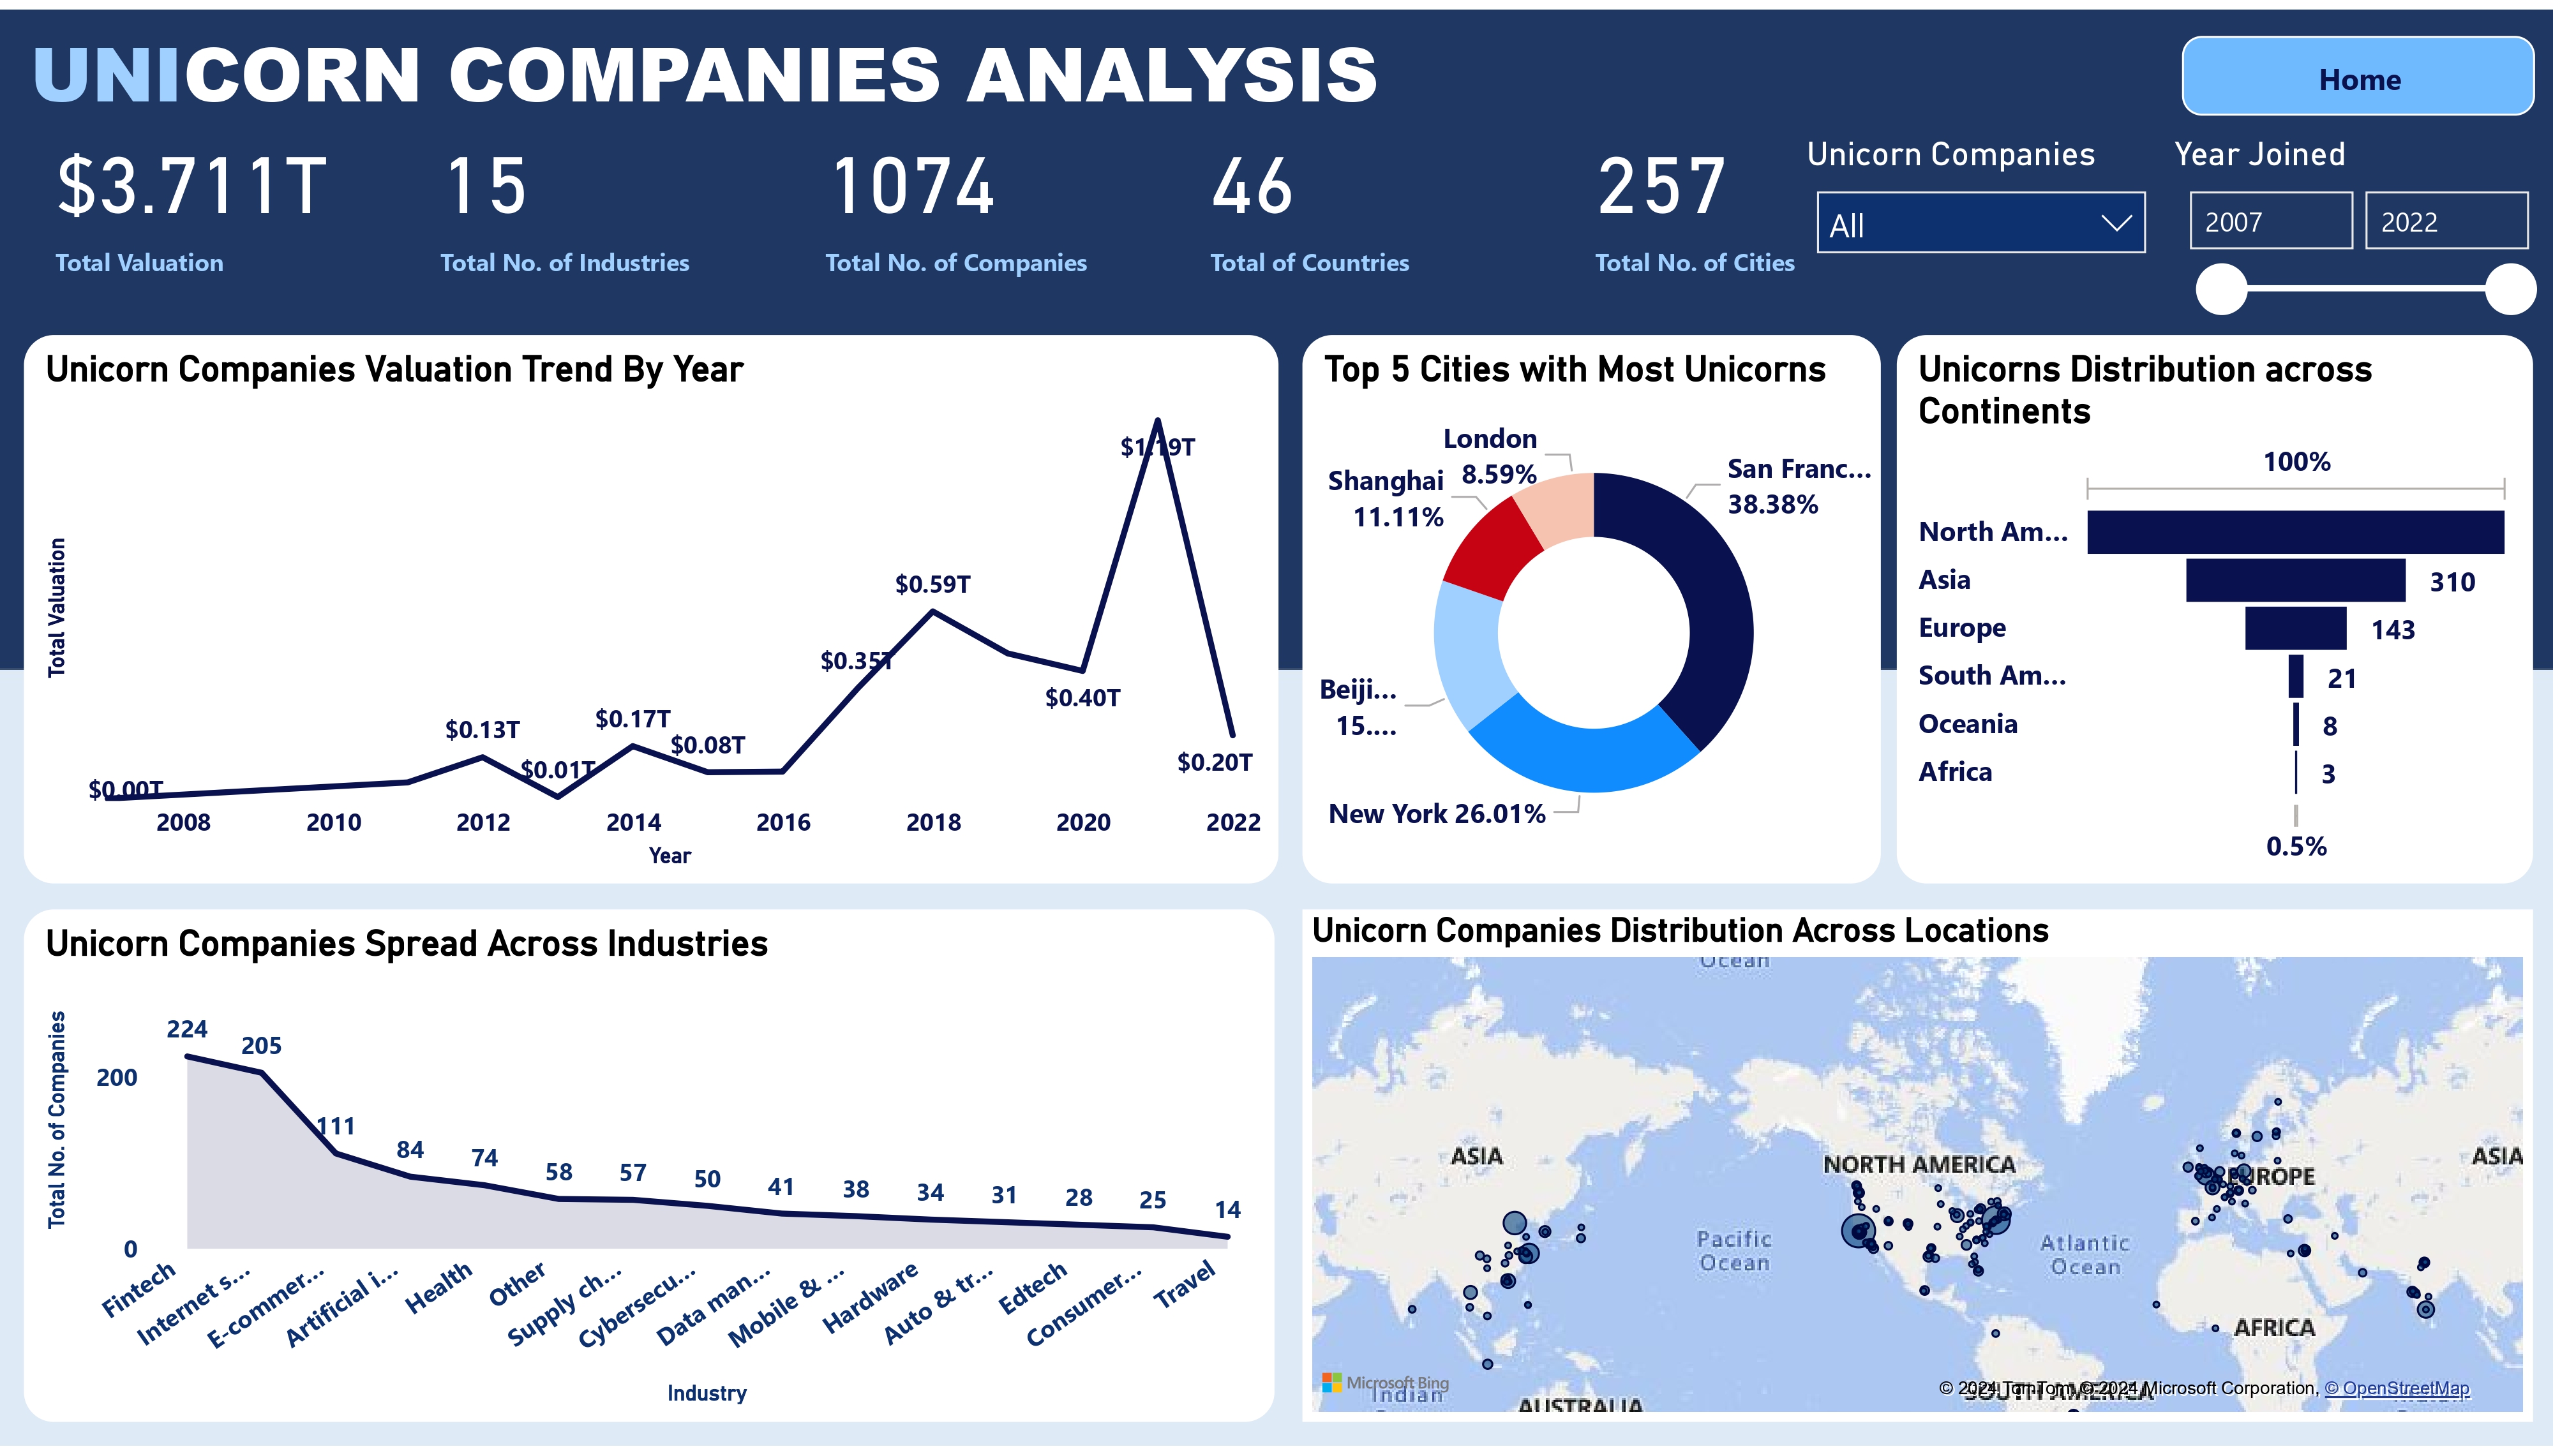 UNICORN COMPANIES ANALYSIS
Home
$3.711T
Total Valuation
15
Total No. of Industries
1074
Total No. of Companies
46
Total of Countries
257
Total No. of Cities
Unicorn Companies
All
Year Joined
2007
2022
Unicorn Companies Valuation Trend By Year
Total Valuation
$0.00T
$0.13T
$0.01T
$0.17T
$0.08T
$0.35T
$0.59T
$0.40T
$1.19T
$0.20T
2008
2010
2012
2014
2016
2018
2020
2022
Year
Top 5 Cities with Most Unicorns
London
8.59%
San Franc...
38.38%
Shanghai
11.11%
Beiji...
15....
New York 26.01%
Unicorns Distribution across
Continents
100%
North Am...
Asia
310
Europe
143
South Am...
21
Oceania
8
Africa
3
0.5%
Unicorn Companies Spread Across Industries
Total No. of Companies
200
0
224
205
111
84
74
58
57
50
41
38
34
31
28
25
14
Fintech
Internet s...
E-commer...
Artificial i...
Health
Other
Supply ch...
Cybersecu...
Data man...
Mobile & ...
Hardware
Auto & tr...
Edtech
Consumer...
Travel
Industry
Unicorn Companies Distribution Across Locations
Ocean
ASIA
NORTH AMERICA
EUROPE
ASIA
Pacific
Ocean
Atlantic
Ocean
AFRICA
Microsoft Bing
Indian
AUSTRALIA
SOUTH AMERICA
© 2024 TomTom, © 2024 Microsoft Corporation, © OpenStreetMap